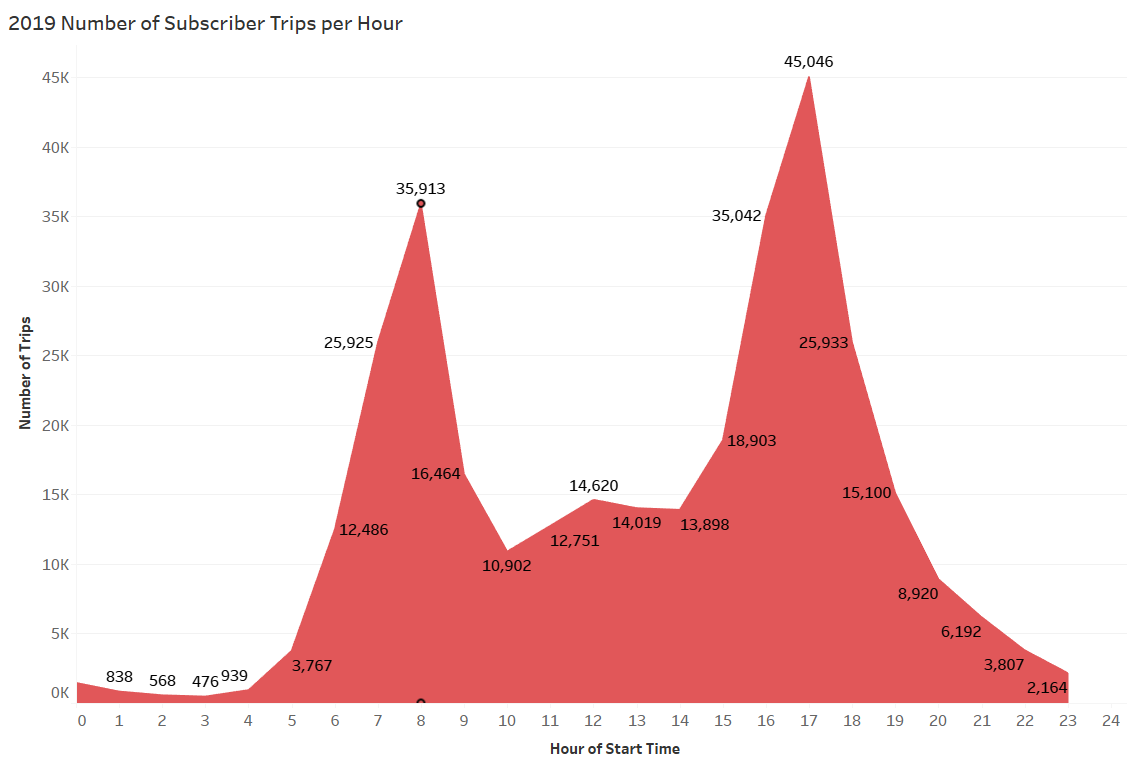 2019 Number of Subscriber Trips per Hour
45,046
45K
40K
35,913
35K
35,042
30K
25,925
25,933
25K
Number of Trips
20K
18,903
16,464
15K
14,620
15,100
12,486
14,019
13,898
12,751
10K
10,902
8,920
5K
6,192
3,767
3,807
838
568
476
939
2,164
0K
0 1 2 3 4 5 6 7 8 9 10 11 12 13 14 15 16 17 18 19 20 21 22 23 24
Hour of Start Time